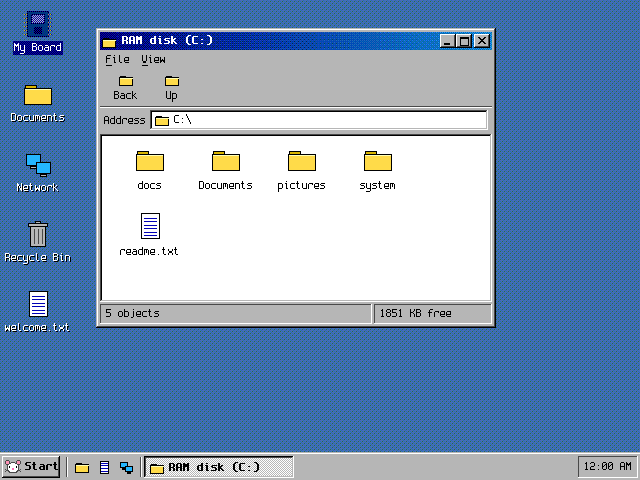 My Board
Documents
Network
Recycle Bin
welcome.txt
RAM disk (C:)
File View
Back Up
Address C:\
docs Documents pictures system
readme.txt
5 objects 1851 KB free
Start RAM disk (C:) 12:00 AM